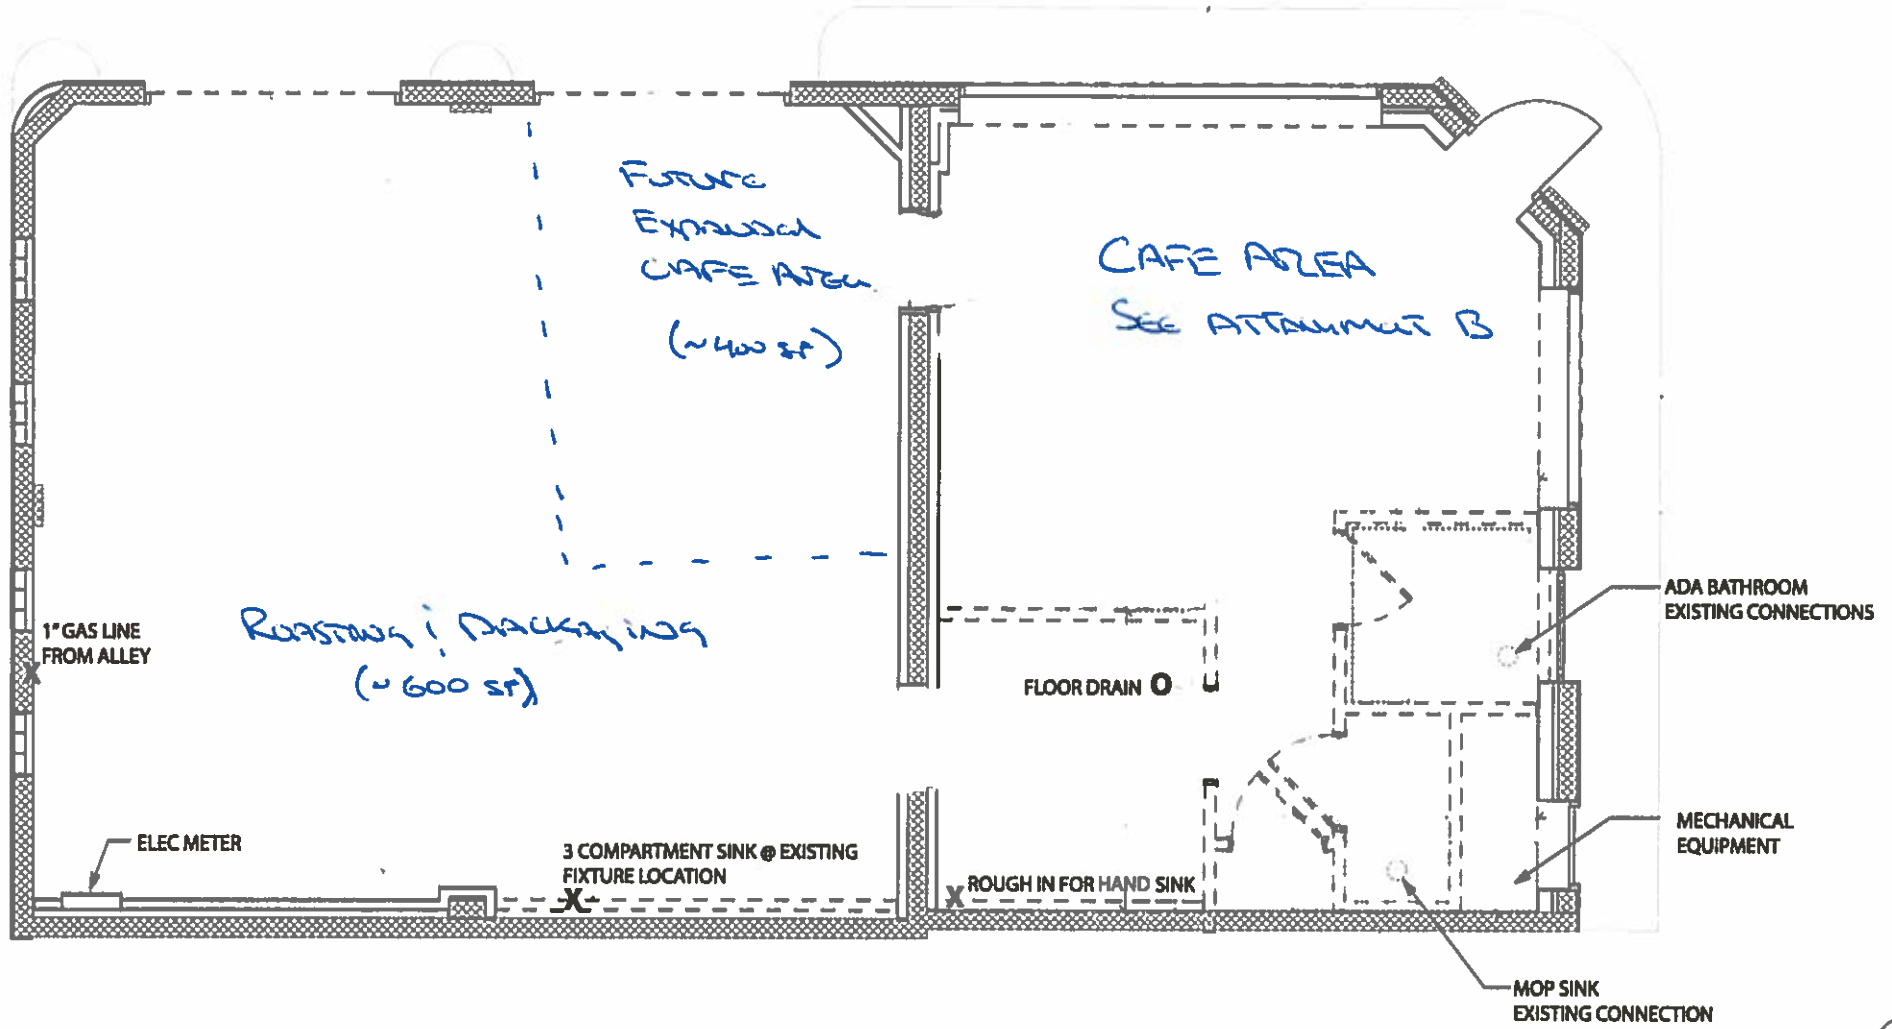 FUTURE
EXPANDED
CAFE AREA
(~400 SF)
CAFE AREA
SEE ATTACHMENT B
ROASTING & PACKAGING
(~600 SF)
1" GAS LINE
FROM ALLEY
X
FLOOR DRAIN O
ADA BATHROOM
EXISTING CONNECTIONS
ELEC METER
3 COMPARTMENT SINK @ EXISTING
FIXTURE LOCATION
X
X ROUGH IN FOR HAND SINK
MECHANICAL
EQUIPMENT
MOP SINK
EXISTING CONNECTION